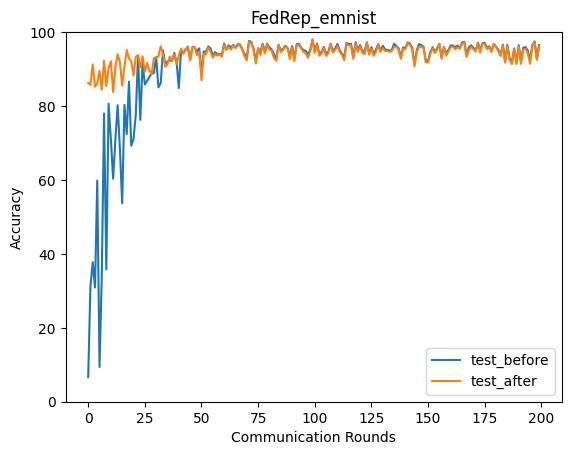 FedRep_emnist
100
80
60
40
20
0
Accuracy
0 25 50 75 100 125 150 175 200
Communication Rounds
test_before
test_after